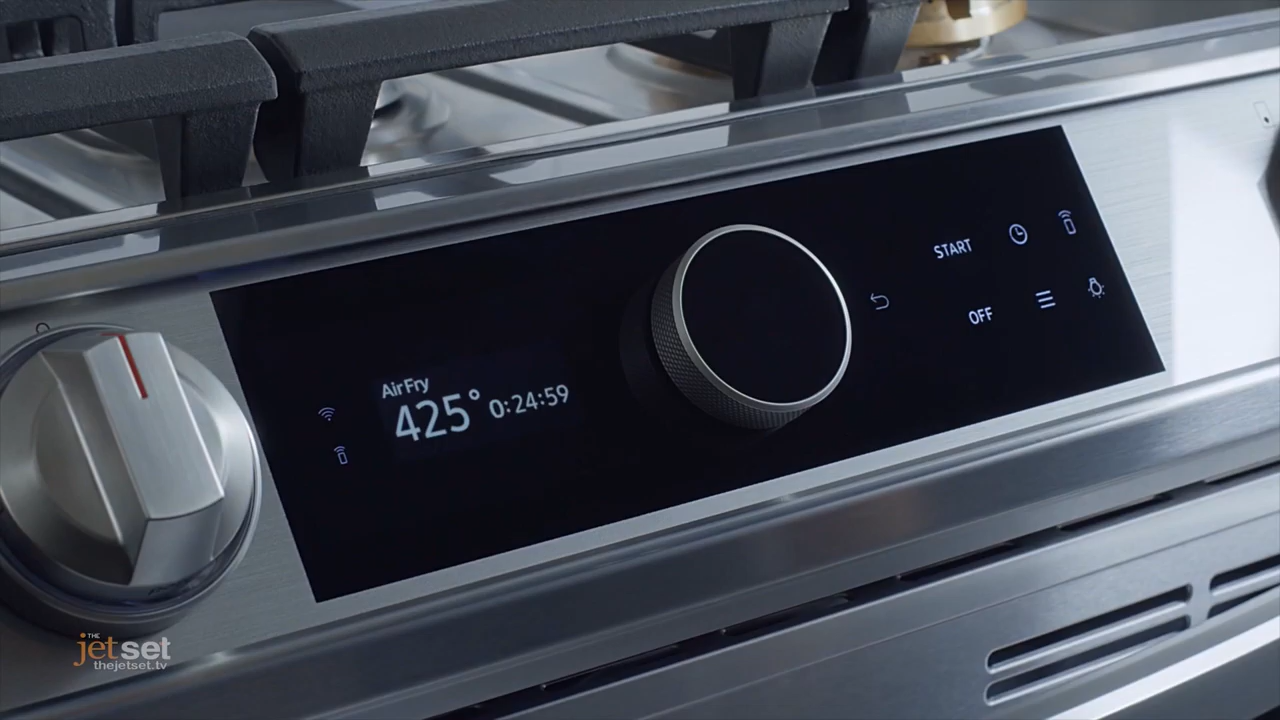 AirFry
425° 0:24:59
START
OFF
THE
jetset
thejetset.tv